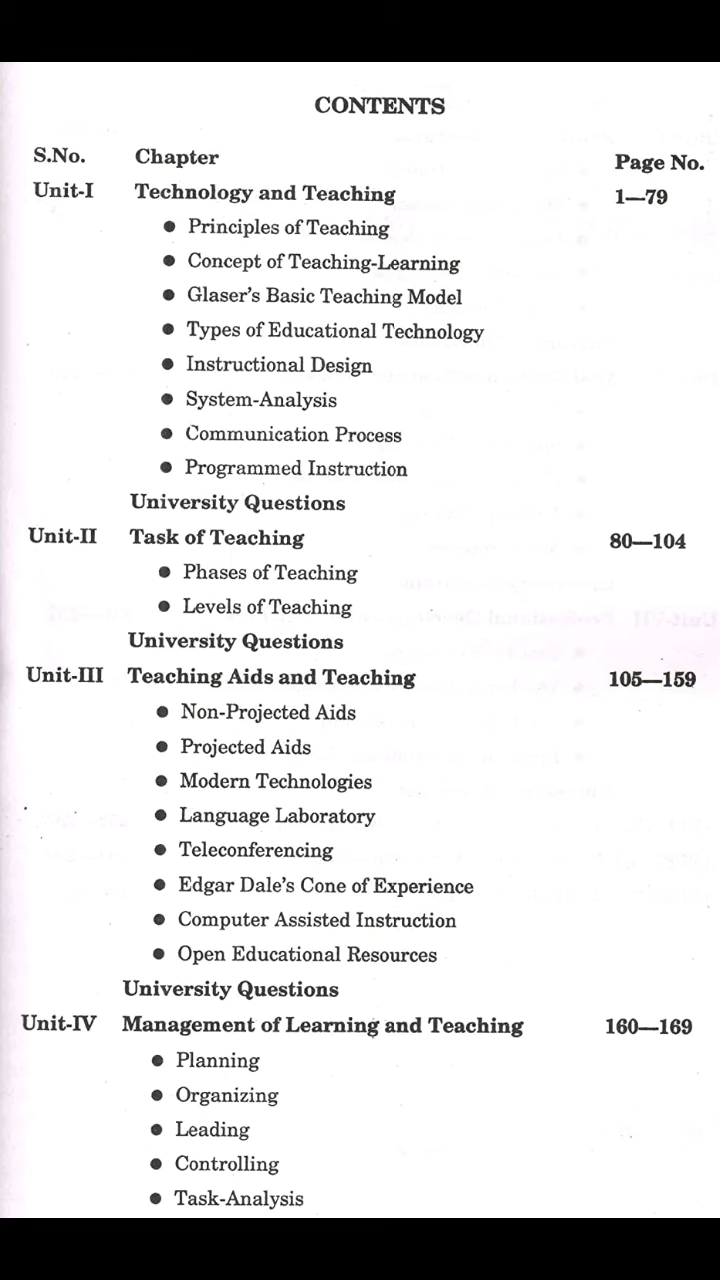 CONTENTS
S.No. Chapter Page No.
Unit-I Technology and Teaching 1—79
● Principles of Teaching
● Concept of Teaching-Learning
● Glaser's Basic Teaching Model
● Types of Educational Technology
● Instructional Design
● System-Analysis
● Communication Process
● Programmed Instruction
University Questions
Unit-II Task of Teaching 80—104
● Phases of Teaching
● Levels of Teaching
University Questions
Unit-III Teaching Aids and Teaching 105—159
● Non-Projected Aids
● Projected Aids
● Modern Technologies
● Language Laboratory
● Teleconferencing
● Edgar Dale's Cone of Experience
● Computer Assisted Instruction
● Open Educational Resources
University Questions
Unit-IV Management of Learning and Teaching 160—169
● Planning
● Organizing
● Leading
● Controlling
● Task-Analysis